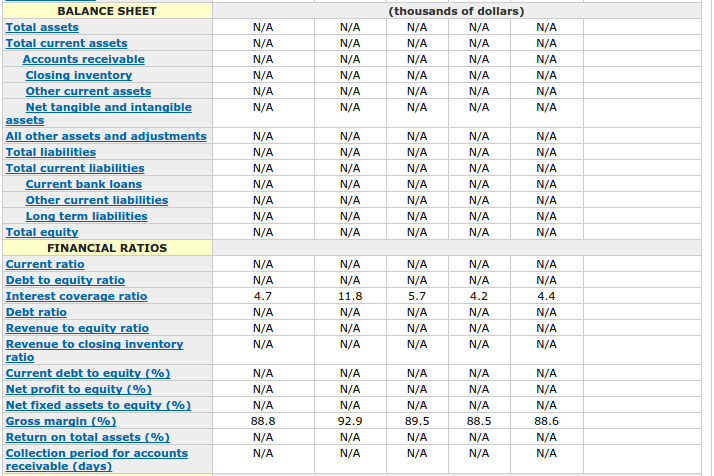 BALANCE SHEET (thousands of dollars)
Total assets N/A N/A N/A N/A N/A
Total current assets N/A N/A N/A N/A N/A
Accounts receivable N/A N/A N/A N/A N/A
Closing inventory N/A N/A N/A N/A N/A
Other current assets N/A N/A N/A N/A N/A
Net tangible and intangible N/A N/A N/A N/A N/A
assets
All other assets and adjustments N/A N/A N/A N/A N/A
Total liabilities N/A N/A N/A N/A N/A
Total current liabilities N/A N/A N/A N/A N/A
Current bank loans N/A N/A N/A N/A N/A
Other current liabilities N/A N/A N/A N/A N/A
Long term liabilities N/A N/A N/A N/A N/A
Total equity N/A N/A N/A N/A N/A
FINANCIAL RATIOS
Current ratio N/A N/A N/A N/A N/A
Debt to equity ratio N/A N/A N/A N/A N/A
Interest coverage ratio 4.7 11.8 5.7 4.2 4.4
Debt ratio N/A N/A N/A N/A N/A
Revenue to equity ratio N/A N/A N/A N/A N/A
Revenue to closing inventory N/A N/A N/A N/A N/A
ratio
Current debt to equity (%) N/A N/A N/A N/A N/A
Net profit to equity (%) N/A N/A N/A N/A N/A
Net fixed assets to equity (%) N/A N/A N/A N/A N/A
Gross margin (%) 88.8 92.9 89.5 88.5 88.6
Return on total assets (%) N/A N/A N/A N/A N/A
Collection period for accounts N/A N/A N/A N/A N/A
receivable (days)